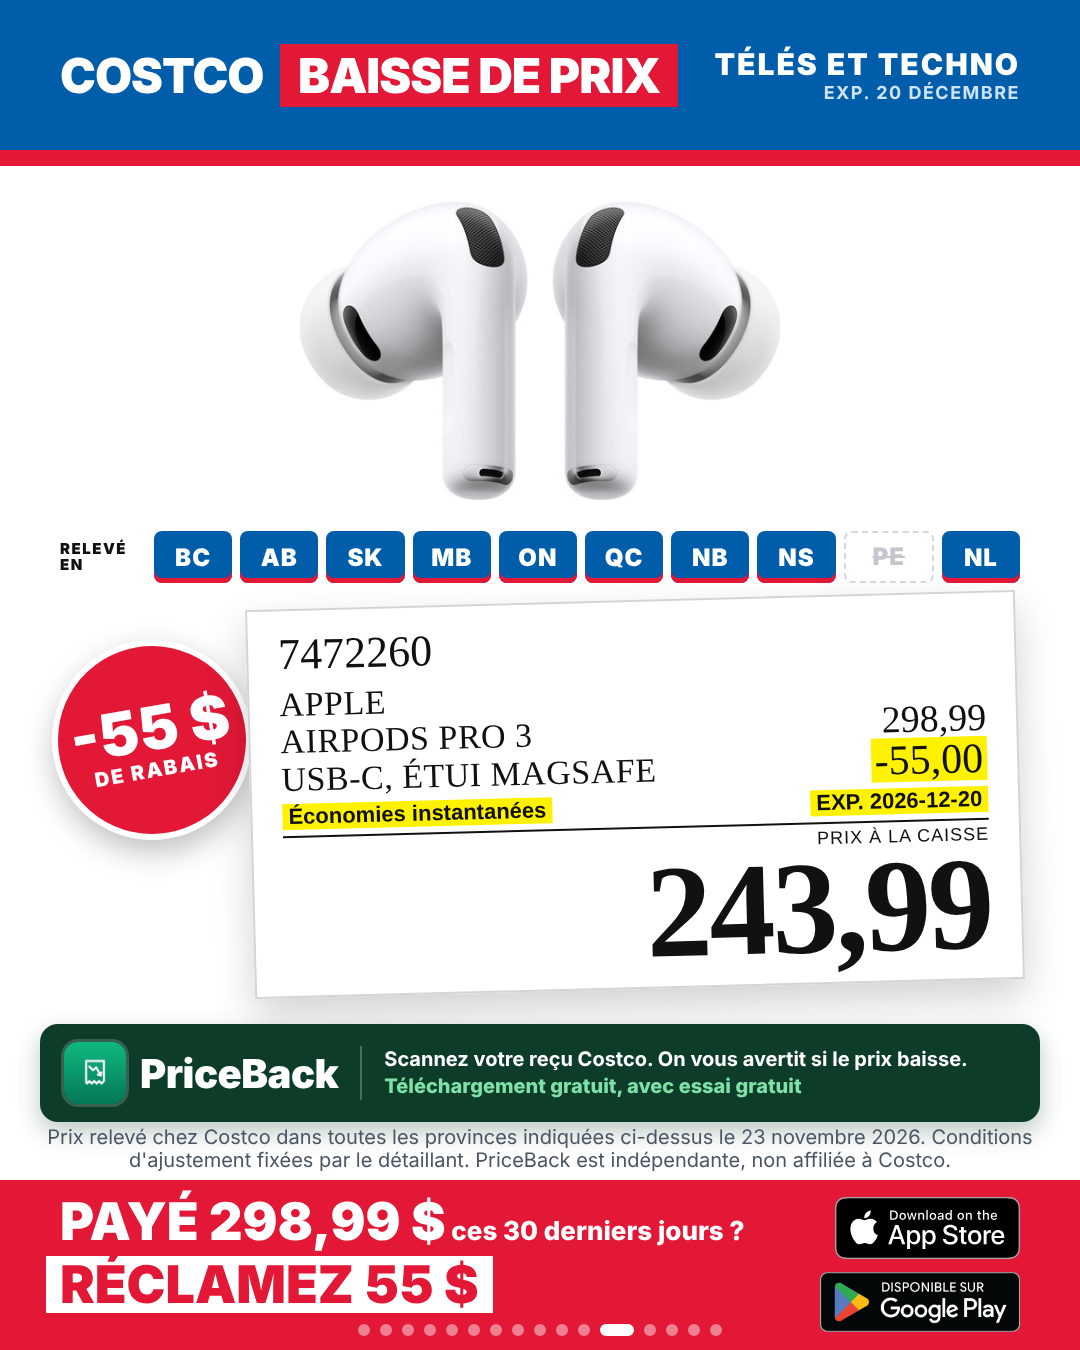 COSTCO BAISSE DE PRIX
TÉLÉS ET TECHNO
EXP. 20 DÉCEMBRE
RELEVÉ EN
BC AB SK MB ON QC NB NS PE NL
-55 $
DE RABAIS
7472260
APPLE
AIRPODS PRO 3
USB-C, ÉTUI MAGSAFE
Économies instantanées
298,99
-55,00
EXP. 2026-12-20
PRIX À LA CAISSE
243,99
PriceBack
Scannez votre reçu Costco. On vous avertit si le prix baisse.
Téléchargement gratuit, avec essai gratuit
Prix relevé chez Costco dans toutes les provinces indiquées ci-dessus le 23 novembre 2026. Conditions
d'ajustement fixées par le détaillant. PriceBack est indépendante, non affiliée à Costco.
PAYÉ 298,99 $ ces 30 derniers jours ?
RÉCLAMEZ 55 $
Download on the
App Store
DISPONIBLE SUR
Google Play